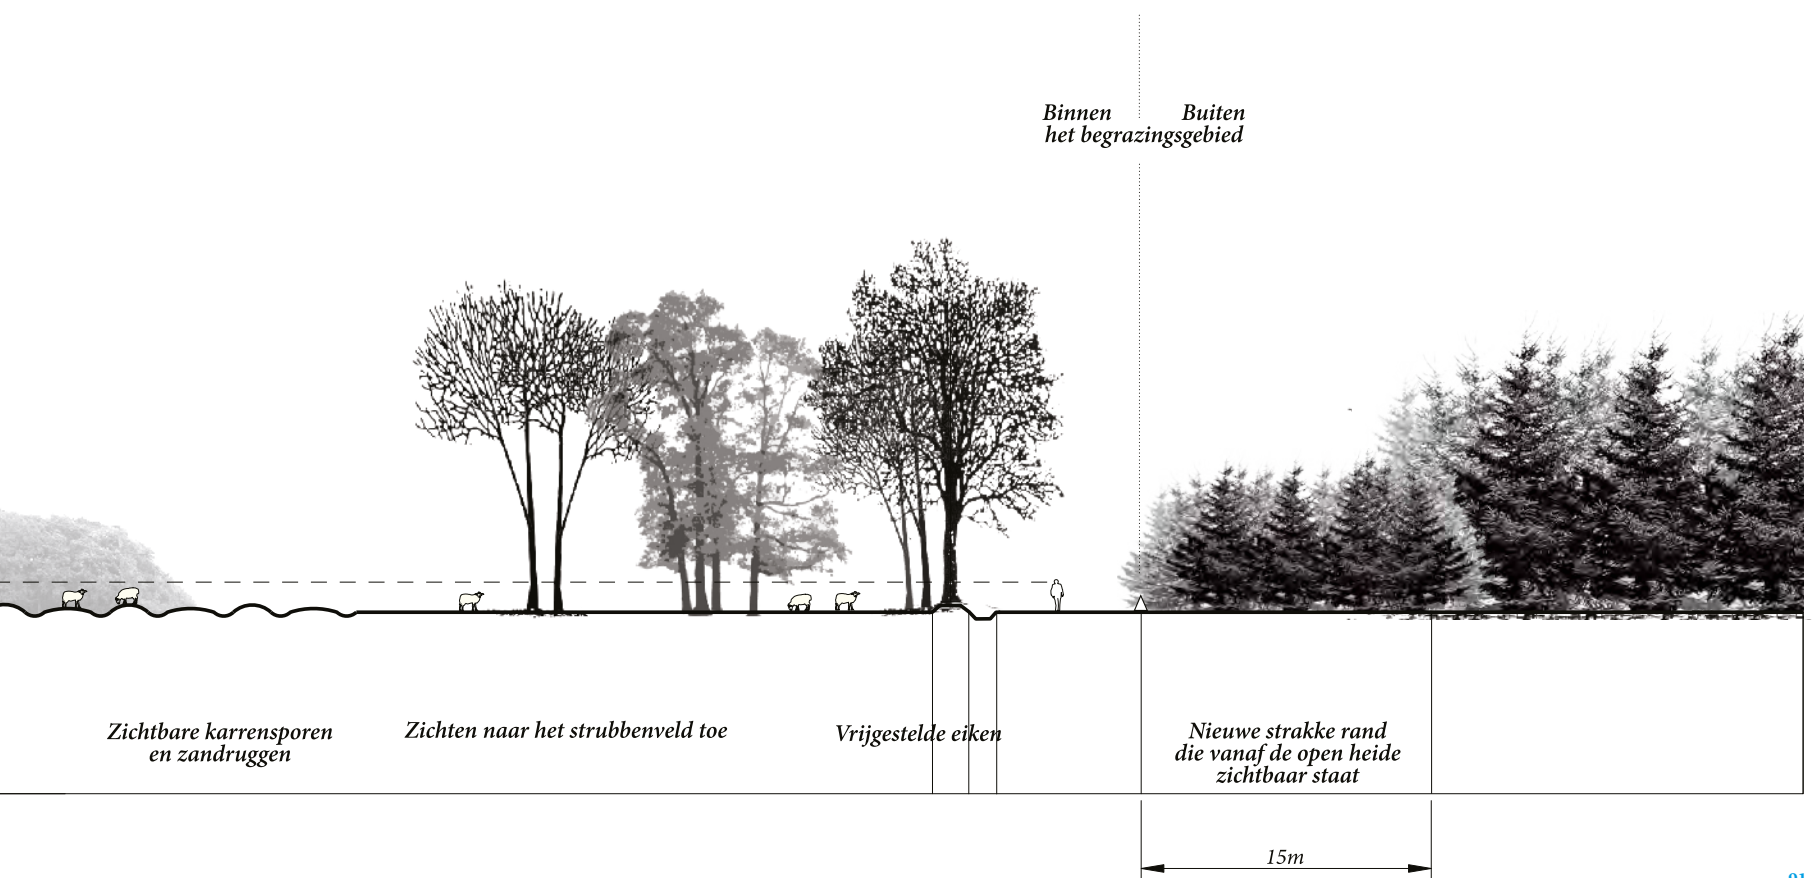 Binnen Buiten
het begrazingsgebied
Zichtbare karrensporen
en zandruggen
Zichten naar het strubbenveld toe
Vrijgestelde eiken
Nieuwe strakke rand
die vanaf de open heide
zichtbaar staat
15m